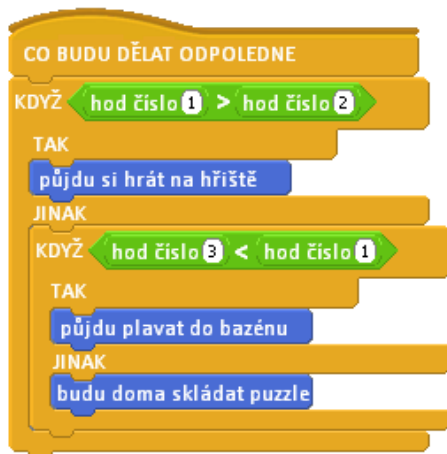 CO BUDU DĚLAT ODPOLEDNE
KDYŽ hod číslo 1 > hod číslo 2
TAK
půjdu si hrát na hřiště
JINAK
KDYŽ hod číslo 3 < hod číslo 1
TAK
půjdu plavat do bazénu
JINAK
budu doma skládat puzzle